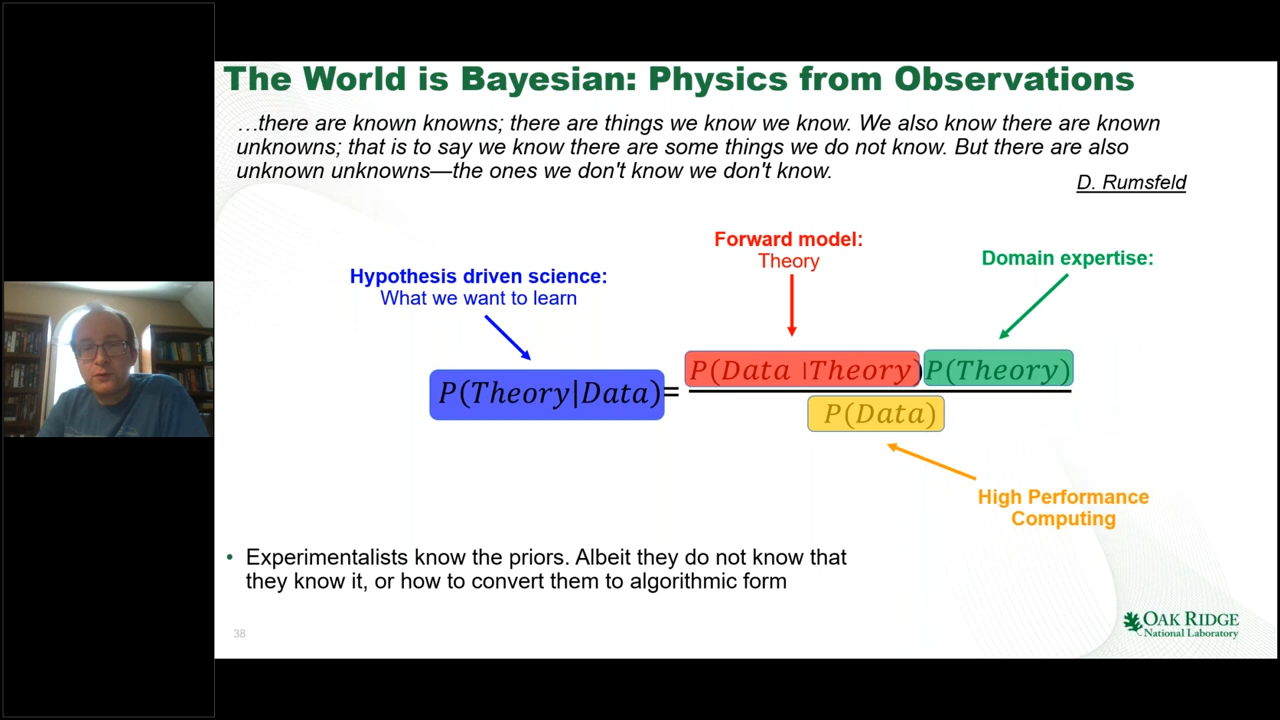 The World is Bayesian: Physics from Observations
…there are known knowns; there are things we know we know. We also know there are known
unknowns; that is to say we know there are some things we do not know. But there are also
unknown unknowns—the ones we don't know we don't know.
D. Rumsfeld
Forward model:
Theory
Domain expertise:
Hypothesis driven science:
What we want to learn
P(Theory|Data)=
P(Data |Theory)P(Theory)
P(Data)
High Performance
Computing
• Experimentalists know the priors. Albeit they do not know that
they know it, or how to convert them to algorithmic form
38
OAK RIDGE
National Laboratory